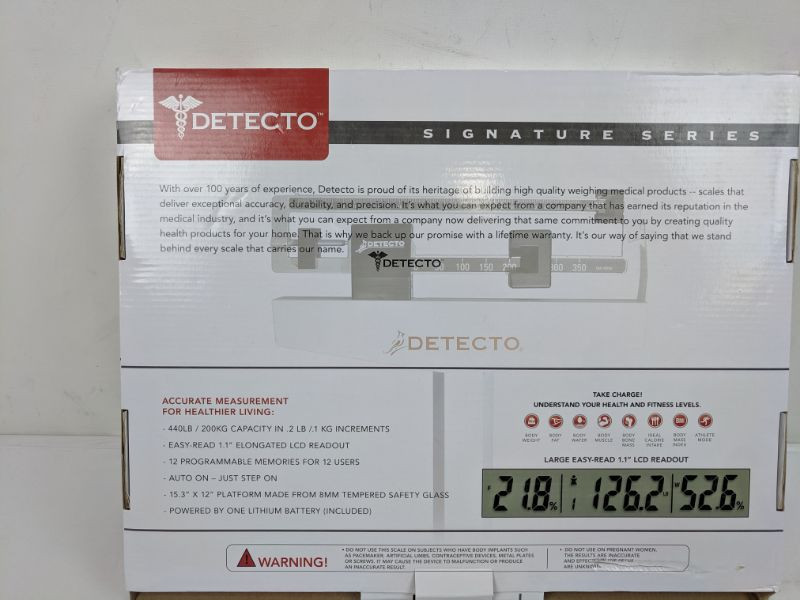 DETECTO™
SIGNATURE SERIES
With over 100 years of experience, Detecto is proud of its heritage of building high quality weighing medical products -- scales that
deliver exceptional accuracy, durability, and precision. It's what you can expect from a company that has earned its reputation in the
medical industry, and it's what you can expect from a company now delivering that same commitment to you by creating quality
health products for your home. That is why we back up our promise with a lifetime warranty. It's our way of saying that we stand
behind every scale that carries our name.
DETECTO
DETECTO
100 150 200 300 350
DETECTO
ACCURATE MEASUREMENT
FOR HEALTHIER LIVING:
- 440LB / 200KG CAPACITY IN .2 LB /.1 KG INCREMENTS
- EASY-READ 1.1" ELONGATED LCD READOUT
- 12 PROGRAMMABLE MEMORIES FOR 12 USERS
- AUTO ON – JUST STEP ON
- 15.3" X 12" PLATFORM MADE FROM 8MM TEMPERED SAFETY GLASS
- POWERED BY ONE LITHIUM BATTERY (INCLUDED)
TAKE CHARGE!
UNDERSTAND YOUR HEALTH AND FITNESS LEVELS.
BODY WEIGHT
BODY FAT
BODY WATER
BODY MUSCLE
BODY BONE MASS
IDEAL CALORIE INTAKE
BODY MASS INDEX
ATHLETE MODE
LARGE EASY-READ 1.1" LCD READOUT
F 21.8% 1 126.2 LB W 52.6%
WARNING!
• DO NOT USE THIS SCALE ON SUBJECTS WHO HAVE BODY IMPLANTS SUCH
AS PACEMAKER, ARTIFICIAL LIMBS, CONTRACEPTIVE DEVICES, METAL PLATES
OR SCREWS. IT MAY CAUSE THE DEVICE TO MALFUNCTION OR PRODUCE
AN INACCURATE RESULT.
• DO NOT USE ON PREGNANT WOMEN.
THE RESULTS ARE INACCURATE
AND
ARE UNKNOWN